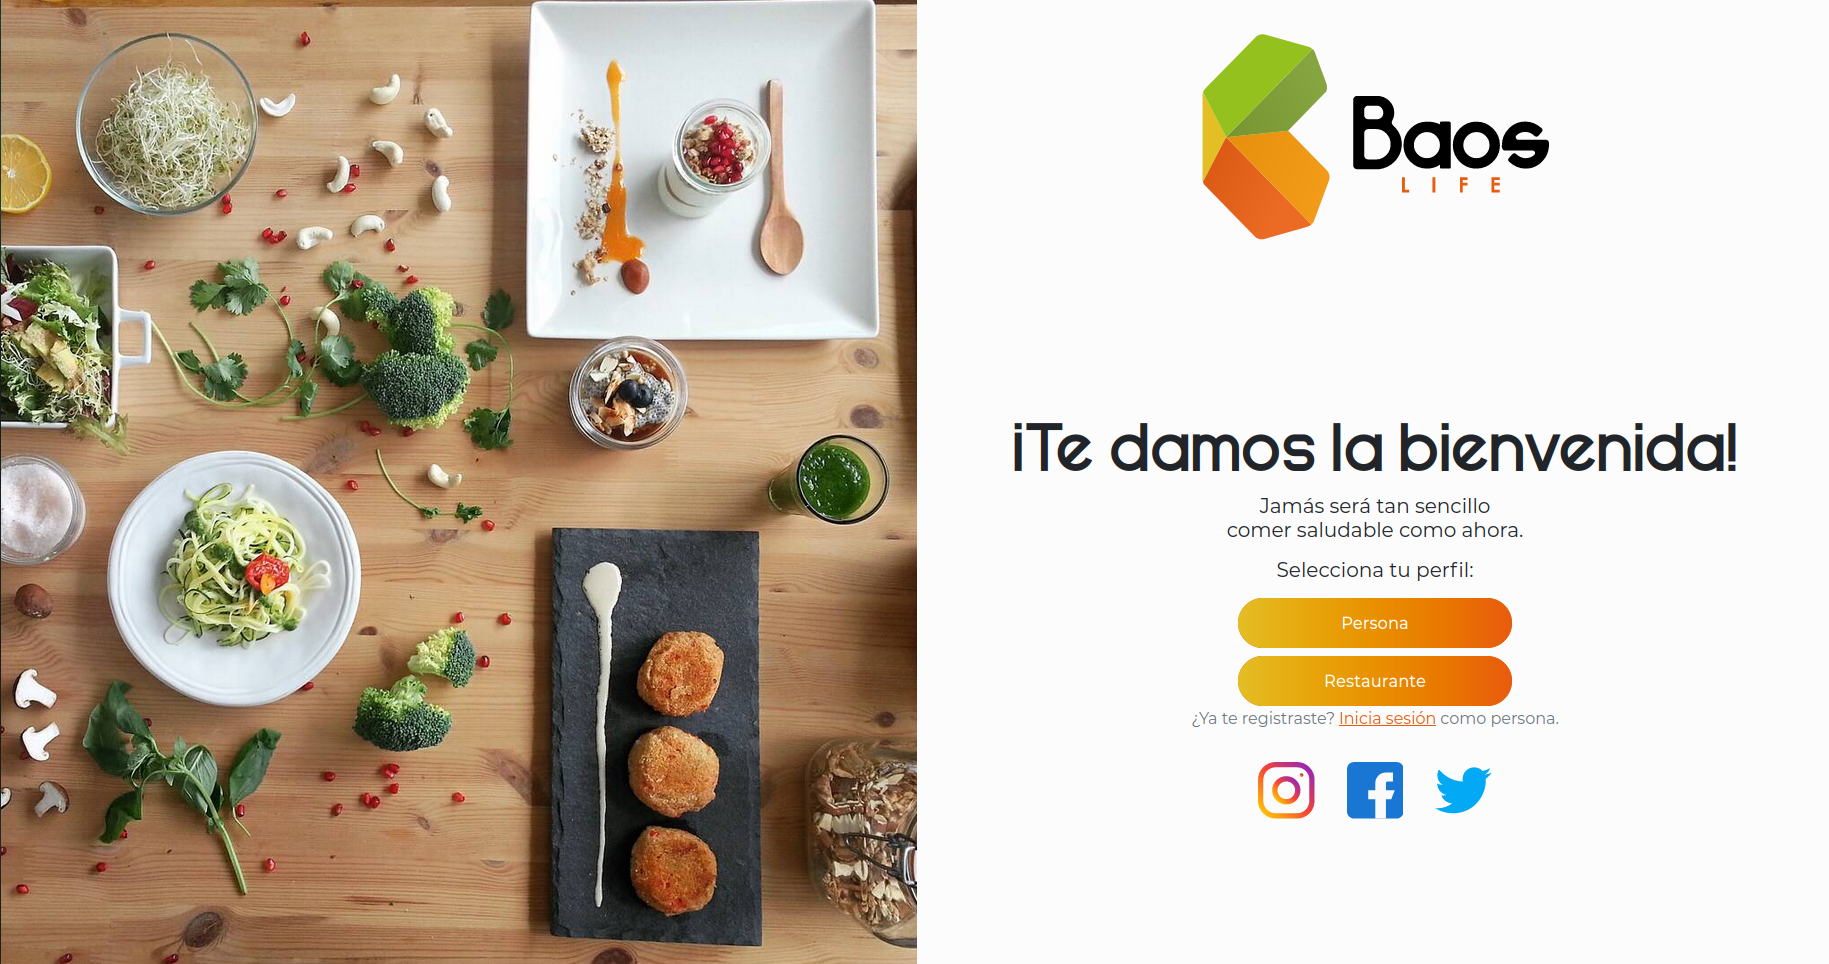 Baos
LIFE
¡Te damos la bienvenida!
Jamás será tan sencillo
comer saludable como ahora.
Selecciona tu perfil:
Persona
Restaurante
¿Ya te registraste? Inicia sesión como persona.